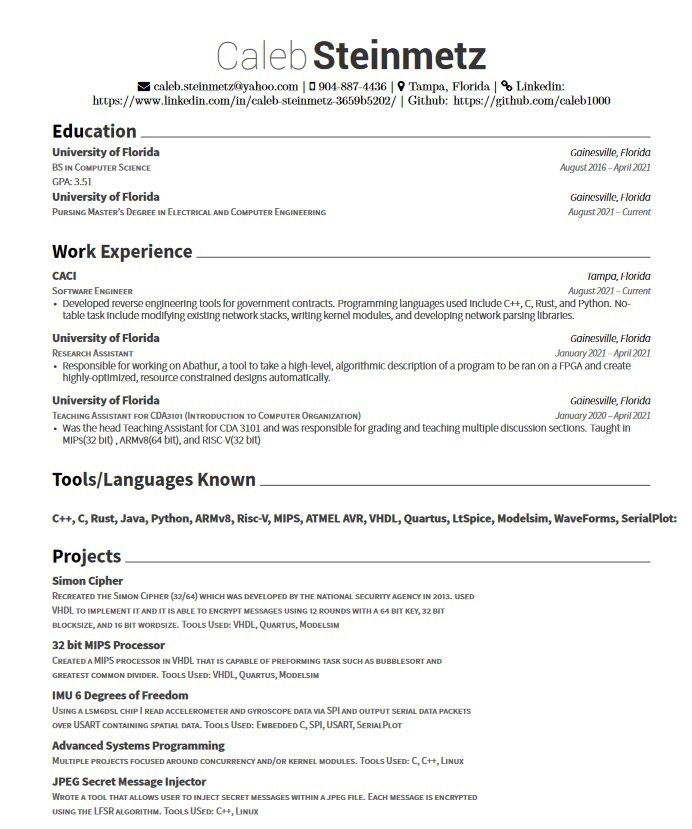 Caleb Steinmetz
caleb.steinmetz@yahoo.com | 904-887-4436 | Tampa, Florida | Linkedin:
https://www.linkedin.com/in/caleb-steinmetz-3659b5202/ | Github: https://github.com/caleb1000
Education
University of Florida Gainesville, Florida
BS in Computer Science August 2016 – April 2021
GPA: 3.51
University of Florida Gainesville, Florida
Pursing Master's Degree in Electrical and Computer Engineering August 2021 – Current
Work Experience
CACI Tampa, Florida
Software Engineer August 2021 – Current
• Developed reverse engineering tools for government contracts. Programming languages used include C++, C, Rust, and Python. No-
table task include modifying existing network stacks, writing kernel modules, and developing network parsing libraries.
University of Florida Gainesville, Florida
Research Assistant January 2021 – April 2021
• Responsible for working on Abathur, a tool to take a high-level, algorithmic description of a program to be ran on a FPGA and create
highly-optimized, resource constrained designs automatically.
University of Florida Gainesville, Florida
Teaching Assistant for CDA3101 (Introduction to Computer Organization) January 2020 – April 2021
• Was the head Teaching Assistant for CDA 3101 and was responsible for grading and teaching multiple discussion sections. Taught in
MIPs(32 bit) , ARMv8(64 bit), and RISC-V(32 bit)
Tools/Languages Known
C++, C, Rust, Java, Python, ARMv8, Risc-V, MIPS, ATMEL AVR, VHDL, Quartus, LtSpice, Modelsim, WaveForms, SerialPlot:
Projects
Simon Cipher
Recreated the Simon Cipher (32/64) which was developed by the national security agency in 2013. used
VHDL to implement it and it is able to encrypt messages using 12 rounds with a 64 bit key, 32 bit
blocksize, and 16 bit wordsize. Tools Used: VHDL, Quartus, Modelsim
32 bit MIPS Processor
Created a MIPS processor in VHDL that is capable of preforming task such as bubblesort and
greatest common divider. Tools Used: VHDL, Quartus, Modelsim
IMU 6 Degrees of Freedom
Using a lsm6dsl chip I read accelerometer and gyroscope data via SPI and output serial data packets
over USART containing spatial data. Tools Used: Embedded C, SPI, USART, SerialPlot
Advanced Systems Programming
Multiple projects focused around concurrency and/or kernel modules. Tools Used: C, C++, Linux
JPEG Secret Message Injector
Wrote a tool that allows user to inject secret messages within a jpeg file. Each message is encrypted
using the LFSR algorithm. Tools USed: C++, Linux